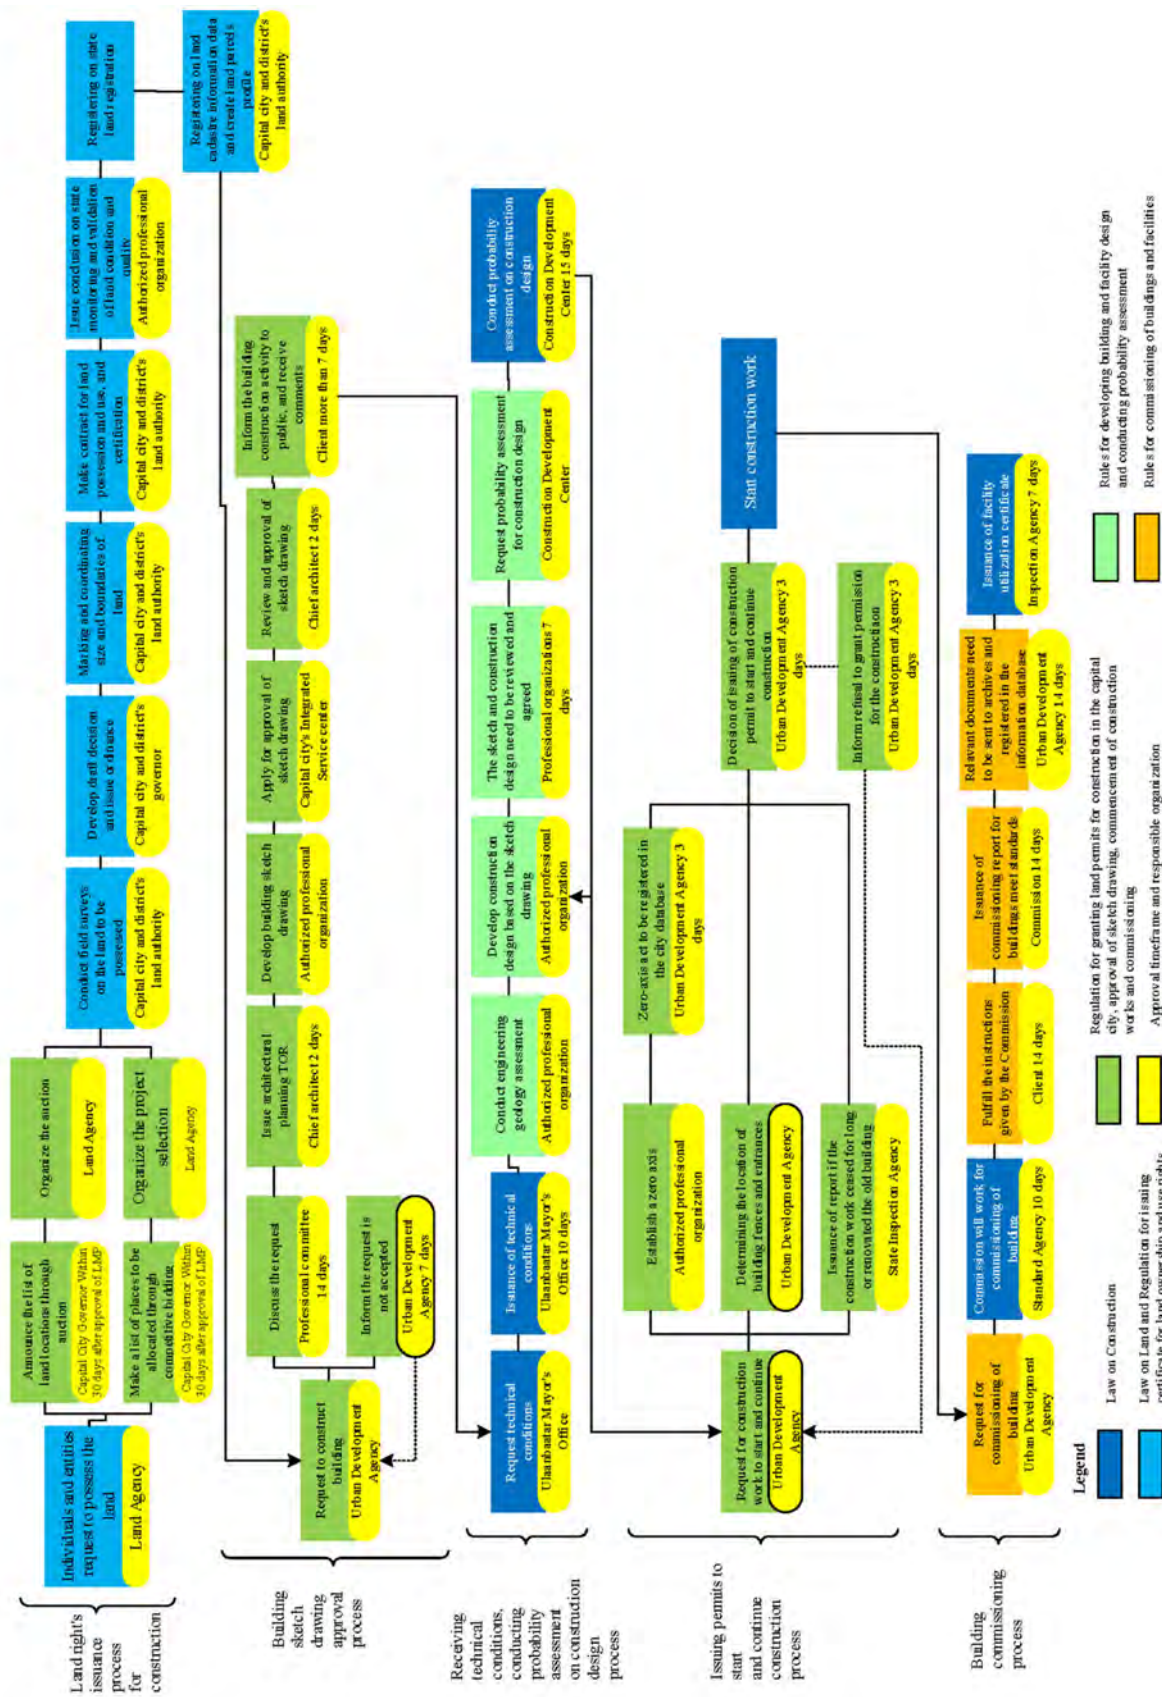 Land right's
issuance
process
for
construction
Individuals and entities
request to possess the
land
Land Agency
Announce the list of
land locations through
auction
Capital City Governor Within
30 days after approval of LMP
Make a list of places to be
allocated through
competitive bidding
Capital City Governor Within
30 days after approval of LMP
Organize the auction
Land Agency
Organize the project
selection
Land Agency
Conduct field surveys
on the land to be
possessed
Capital city and district's
land authority
Develop draft decision
and issue ordinance
Capital city and district's
governor
Marking and coordinating
size and boundaries of
land
Capital city and district's
land authority
Make contract for land
possession and use, and
certification
Capital city and district's
land authority
Issue conclusion on state
monitoring and validation
of land condition and
quality
Authorized professional
organization
Registering on state
land registration
Registering on land
cadastre information data
and create land parcels
profile
Capital city and district's
land authority
Building
sketch
drawing
approval
process
Request to construct
building
Urban Development
Agency
Discuss the request
Professional committee
14 days
Inform the request is
not accepted
Urban Development
Agency 7 days
Issue architectural
planning TOR
Chief architect 2 days
Develop building sketch
drawing
Authorized professional
organization
Apply for approval of
sketch drawing
Capital city's Integrated
Service center
Review and approval of
sketch drawing
Chief architect 2 days
Inform the building
construction activity to
public, and receive
comments
Client more than 7 days
Receiving
technical
conditions,
conducting
probability
assessment
on construction
design
process
Request technical
conditions
Ulaanbaatar Mayor's
Office
Issuance of technical
conditions
Ulaanbaatar Mayor's
Office 10 days
Conduct engineering
geology assessment
Authorized professional
organization
Develop construction
design based on the sketch
drawing
Authorized professional
organization
The sketch and construction
design need to be reviewed and
agreed
Professional organizations 7
days
Request probability assessment
for construction design
Construction Development
Center
Conduct probability
assessment on construction
design
Construction Development
Center 15 days
Issuing permits to
start
and continue
construction
process
Request for construction
work to start and continue
Urban Development
Agency
Establish a zero axis
Authorized professional
organization
Determining the location of
building fences and entrances
Urban Development Agency
Issuance of report if the
construction work ceased for long
or renovated the old building
State Inspection Agency
Zero-axis act to be registered in
the city database
Urban Development Agency 3
days
Decision of issuing of construction
permit to start and continue
construction
Urban Development Agency 3
days
Inform refusal to grant permission
for the constructiaon
Urban Development Agency 3
days
Start construction work
Building
commissioning
process
Request for
commissioning of
building
Urban Development
Agency
Commission will work for
commissioning of
building
Standard Agency 10 days
Fulfill the instructions
given by the Commission
Client 14 days
Issuance of
commissioning report for
buildings meet standards
Commission 14 days
Relavant documents need
to be sent to archives and
registered in the
information database
Urban Development
Agency 14 days
Issuance of facility
utilization certificate
Inspection Agency 7 days
Legend
Law on Construction
Law on Land and Regulation for issuing
certificate for land ownership and use rights
Regulation for granting land permits for construction in the capital
city, approval of sketch drawing, commencement of construction
works and commissioning
Approval timeframe and responsible organization
Rules for developing building and facility design
and conducting probability assessment
Rules for commissioning of buildings and facilities